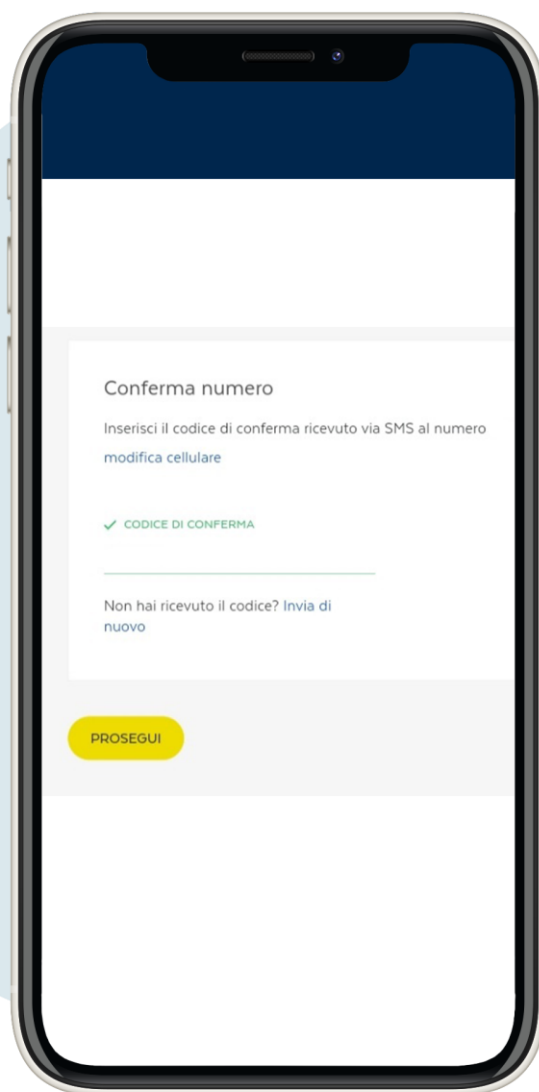 Conferma numero
Inserisci il codice di conferma ricevuto via SMS al numero
modifica cellulare
CODICE DI CONFERMA
Non hai ricevuto il codice? Invia di
nuovo
PROSEGUI